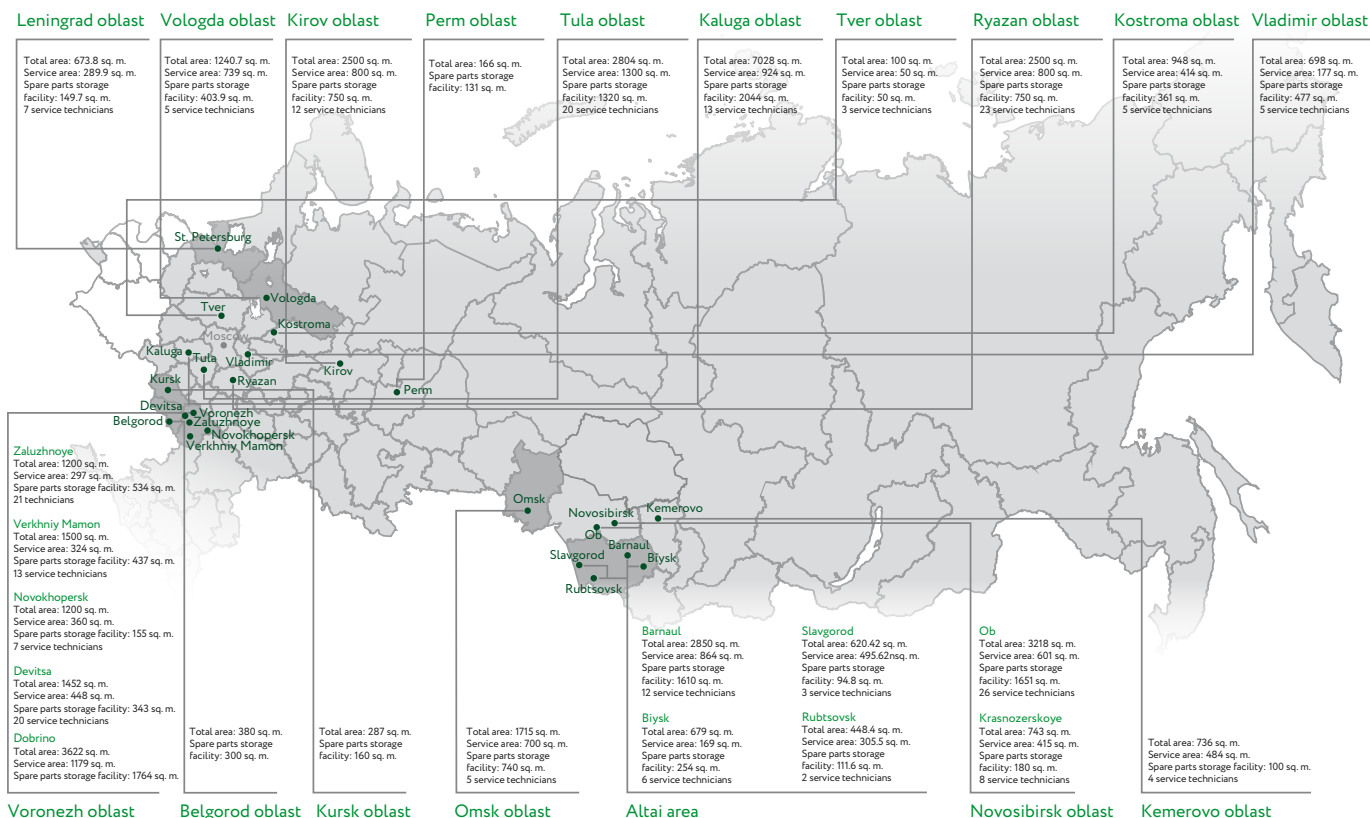 Leningrad oblast
Total area: 673.8 sq. m.
Service area: 289.9 sq. m.
Spare parts storage
facility: 149.7 sq. m.
7 service technicians
Vologda oblast
Total area: 1240.7 sq. m.
Service area: 739 sq. m.
Spare parts storage
facility: 403.9 sq. m.
5 service technicians
Kirov oblast
Total area: 2500 sq. m.
Service area: 800 sq. m.
Spare parts storage
facility: 750 sq. m.
12 service technicians
Perm oblast
Total area: 166 sq. m.
Spare parts storage
facility: 131 sq. m.
Tula oblast
Total area: 2804 sq. m.
Service area: 1300 sq. m.
Spare parts storage
facility: 1320 sq. m.
20 service technicians
Kaluga oblast
Total area: 7028 sq. m.
Service area: 924 sq. m.
Spare parts storage
facility: 2044 sq. m.
13 service technicians
Tver oblast
Total area: 100 sq. m.
Service area: 50 sq. m.
Spare parts storage
facility: 50 sq. m.
3 service technicians
Ryazan oblast
Total area: 2500 sq. m.
Service area: 800 sq. m.
Spare parts storage
facility: 750 sq. m.
23 service technicians
Kostroma oblast
Total area: 948 sq. m.
Service area: 414 sq. m.
Spare parts storage
facility: 361 sq. m.
5 service technicians
Vladimir oblast
Total area: 698 sq. m.
Service area: 177 sq. m.
Spare parts storage
facility: 477 sq. m.
5 service technicians
St. Petersburg
Vologda
Tver
Kostroma
Moscow
Kaluga
Tula
Vladimir
Kirov
Kursk
Ryazan
Perm
Devitsa
Voronezh
Belgorod
Zaluzhnoye
Novokhopersk
Verkhniy Mamon
Omsk
Novosibirsk
Kemerovo
Ob
Barnaul
Slavgorod
Biysk
Rubtsovsk
Zaluzhnoye
Total area: 1200 sq. m.
Service area: 297 sq. m.
Spare parts storage facility: 534 sq. m.
21 technicians
Verkhniy Mamon
Total area: 1500 sq. m.
Service area: 324 sq. m.
Spare parts storage facility: 437 sq. m.
13 service technicians
Novokhopersk
Total area: 1200 sq. m.
Service area: 360 sq. m.
Spare parts storage facility: 155 sq. m.
7 service technicians
Devitsa
Total area: 1452 sq. m.
Service area: 448 sq. m.
Spare parts storage facility: 343 sq. m.
20 service technicians
Dobrino
Total area: 3622 sq. m.
Service area: 1179 sq. m.
Spare parts storage facility: 1764 sq. m.
Voronezh oblast
Total area: 380 sq. m.
Spare parts storage
facility: 300 sq. m.
Belgorod oblast
Total area: 287 sq. m.
Spare parts storage
facility: 160 sq. m.
Kursk oblast
Total area: 1715 sq. m.
Service area: 700 sq. m.
Spare parts storage
facility: 740 sq. m.
5 service technicians
Omsk oblast
Barnaul
Total area: 2850 sq. m.
Service area: 864 sq. m.
Spare parts storage
facility: 1610 sq. m.
12 service technicians
Biysk
Total area: 679 sq. m.
Service area: 169 sq. m.
Spare parts storage
facility: 254 sq. m.
6 service technicians
Slavgorod
Total area: 620.42 sq. m.
Service area: 495.62nsq. m.
Spare parts storage
facility: 94.8 sq. m.
3 service technicians
Rubtsovsk
Total area: 448.4 sq. m.
Service area: 305.5 sq. m.
Spare parts storage
facility: 111.6 sq. m.
2 service technicians
Altai area
Ob
Total area: 3218 sq. m.
Service area: 601 sq. m.
Spare parts storage
facility: 1651 sq. m.
26 service technicians
Krasnozerskoye
Total area: 743 sq. m.
Service area: 415 sq. m.
Spare parts storage
facility: 180 sq. m.
8 service technicians
Novosibirsk oblast
Total area: 736 sq. m.
Service area: 484 sq. m.
Spare parts storage facility: 100 sq. m.
4 service technicians
Kemerovo oblast